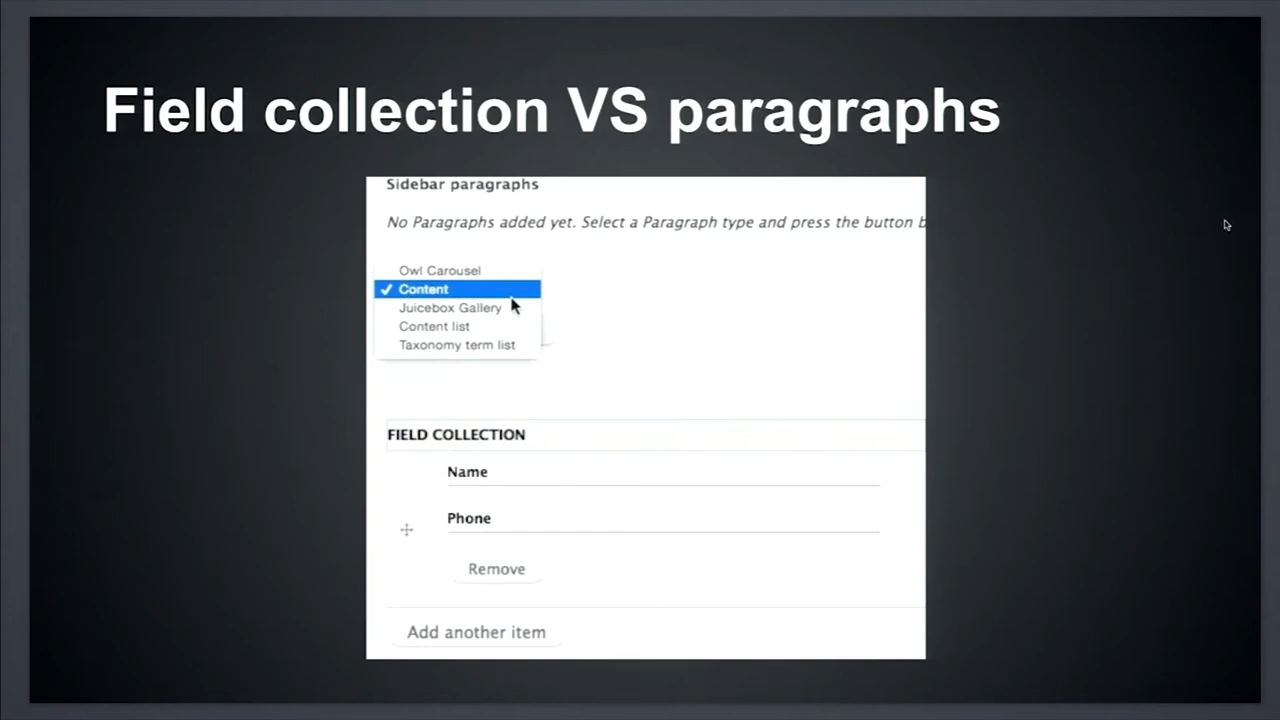 Field collection VS paragraphs
Sidebar paragraphs
No Paragraphs added yet. Select a Paragraph type and press the button b
Owl Carousel
✓ Content
Juicebox Gallery
Content list
Taxonomy term list
FIELD COLLECTION
Name
Phone
Remove
Add another item